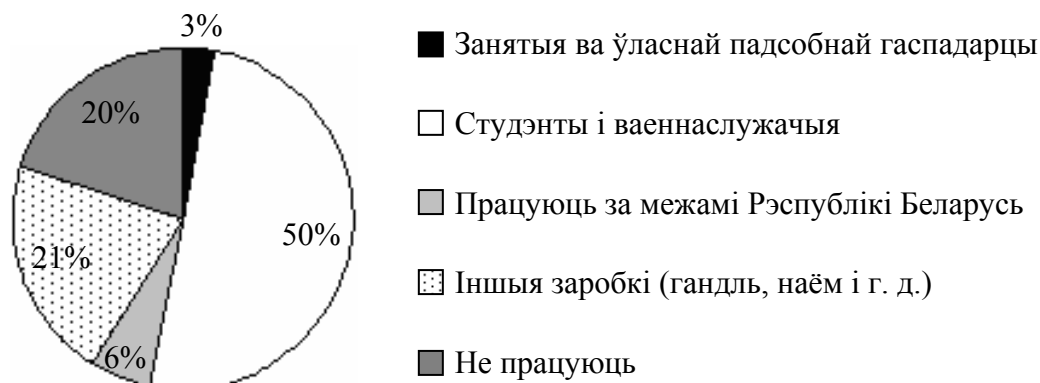 3%
Занятыя ва ўласнай падсобнай гаспадарцы
20%
Студэнты і ваеннаслужачыя
Працуюць за межамі Рэспублікі Беларусь
50%
21%
Іншыя заробкі (гандль, наём і г. д.)
6%
Не працуюць